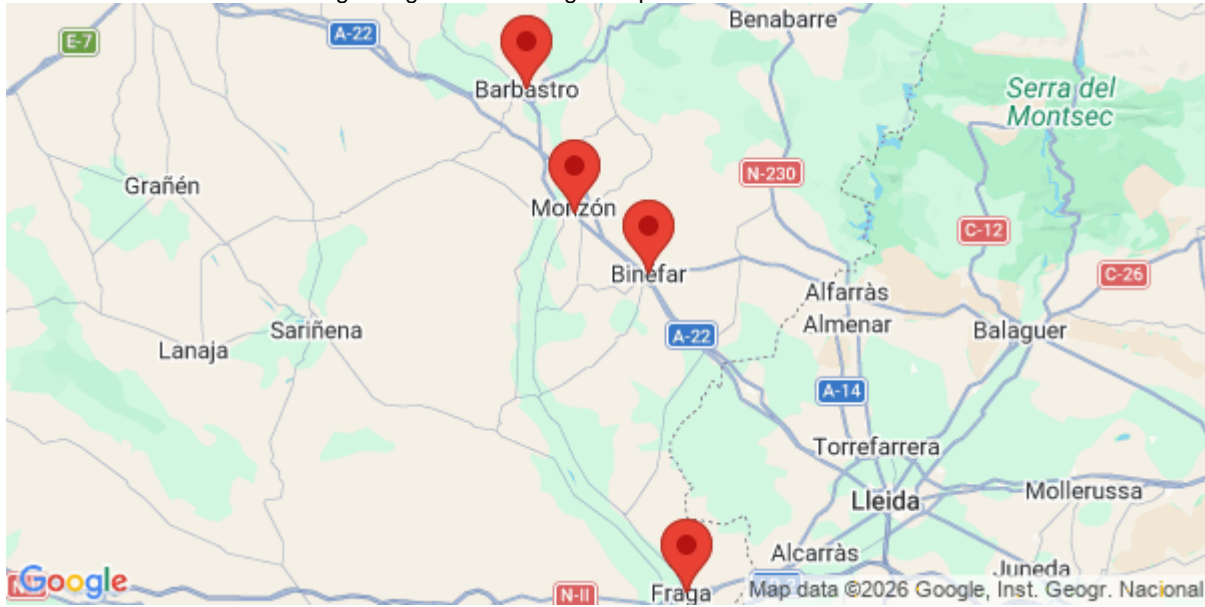 E-7
A-22
Benabarre
Barbastro
Serra del
Montsec
N-230
Grañén
Monzón
C-12
Binéfar
C-26
Alfarràs
Almenar
Sariñena
Balaguer
Lanaja
A-22
A-14
Torrefarrera
Lleida
Mollerussa
Alcarràs
Juneda
Google
N-II
Fraga
Map data ©2026 Google, Inst. Geogr. Nacional